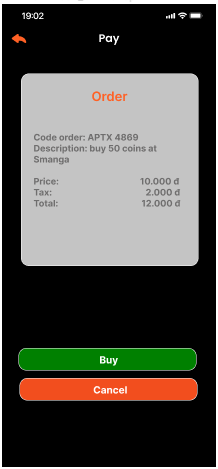 19:02
Pay
Order
Code order: APTX 4869
Description: buy 50 coins at
Smanga
Price: 10.000 đ
Tax: 2.000 đ
Total: 12.000 đ
Buy
Cancel